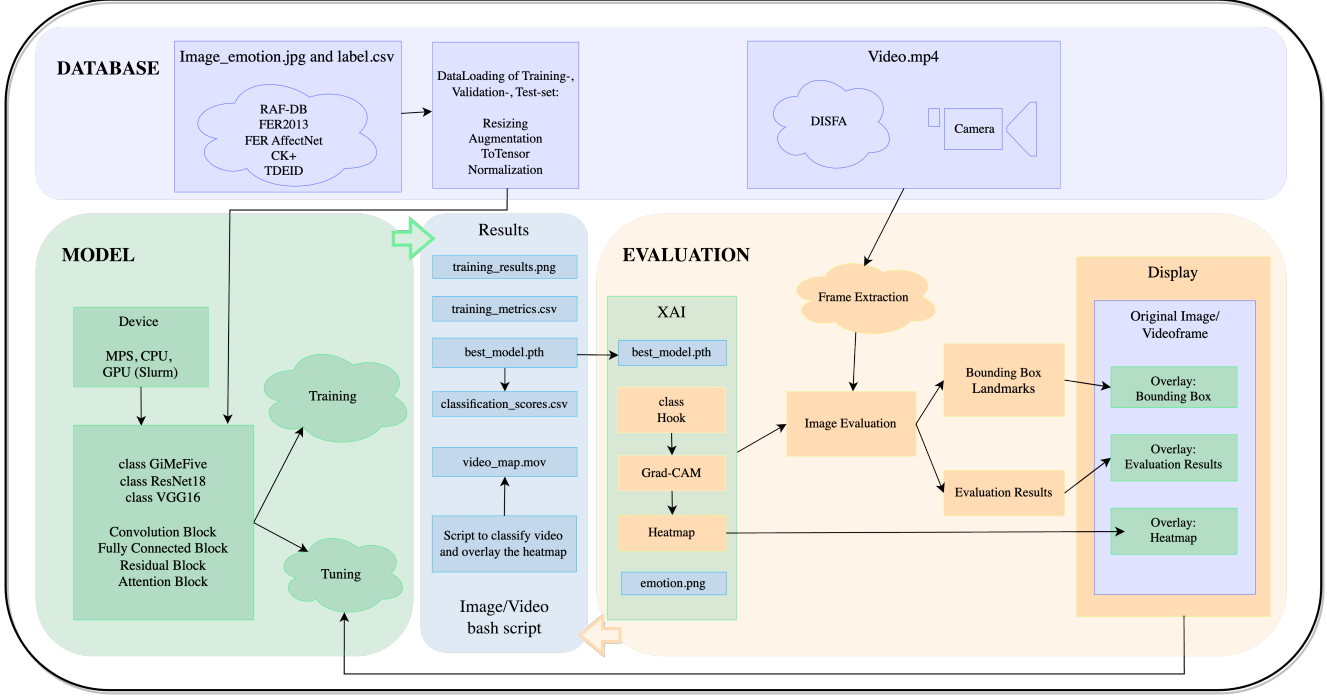 DATABASE
Image_emotion.jpg and label.csv
RAF-DB
FER2013
FER AffectNet
CK+
TDEID
DataLoading of Training-,
Validation-, Test-set:
Resizing
Augmentation
ToTensor
Normalization
Video.mp4
DISFA
Camera
MODEL
Device
MPS, CPU,
GPU (Slurm)
class GiMeFive
class ResNet18
class VGG16
Convolution Block
Fully Connected Block
Residual Block
Attention Block
Training
Tuning
Results
training_results.png
training_metrics.csv
best_model.pth
classification_scores.csv
video_map.mov
Script to classify video
and overlay the heatmap
Image/Video
bash script
EVALUATION
XAI
best_model.pth
class
Hook
Grad-CAM
Heatmap
emotion.png
Frame Extraction
Image Evaluation
Bounding Box
Landmarks
Evaluation Results
Display
Original Image/
Videoframe
Overlay:
Bounding Box
Overlay:
Evaluation Results
Overlay:
Heatmap